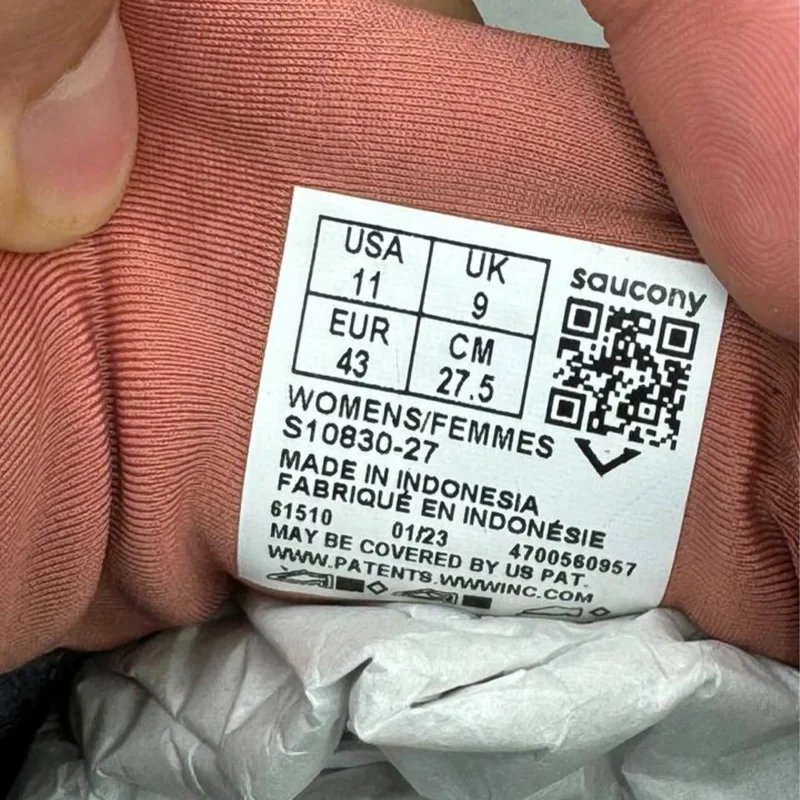 USA
11
UK
9
EUR
43
CM
27.5
saucony
WOMENS/FEMMES
S10830-27
MADE IN INDONESIA
FABRIQUÉ EN INDONÉSIE
61510 01/23 4700560957
MAY BE COVERED BY US PAT.
WWW.PATENTS.WWWINC.COM